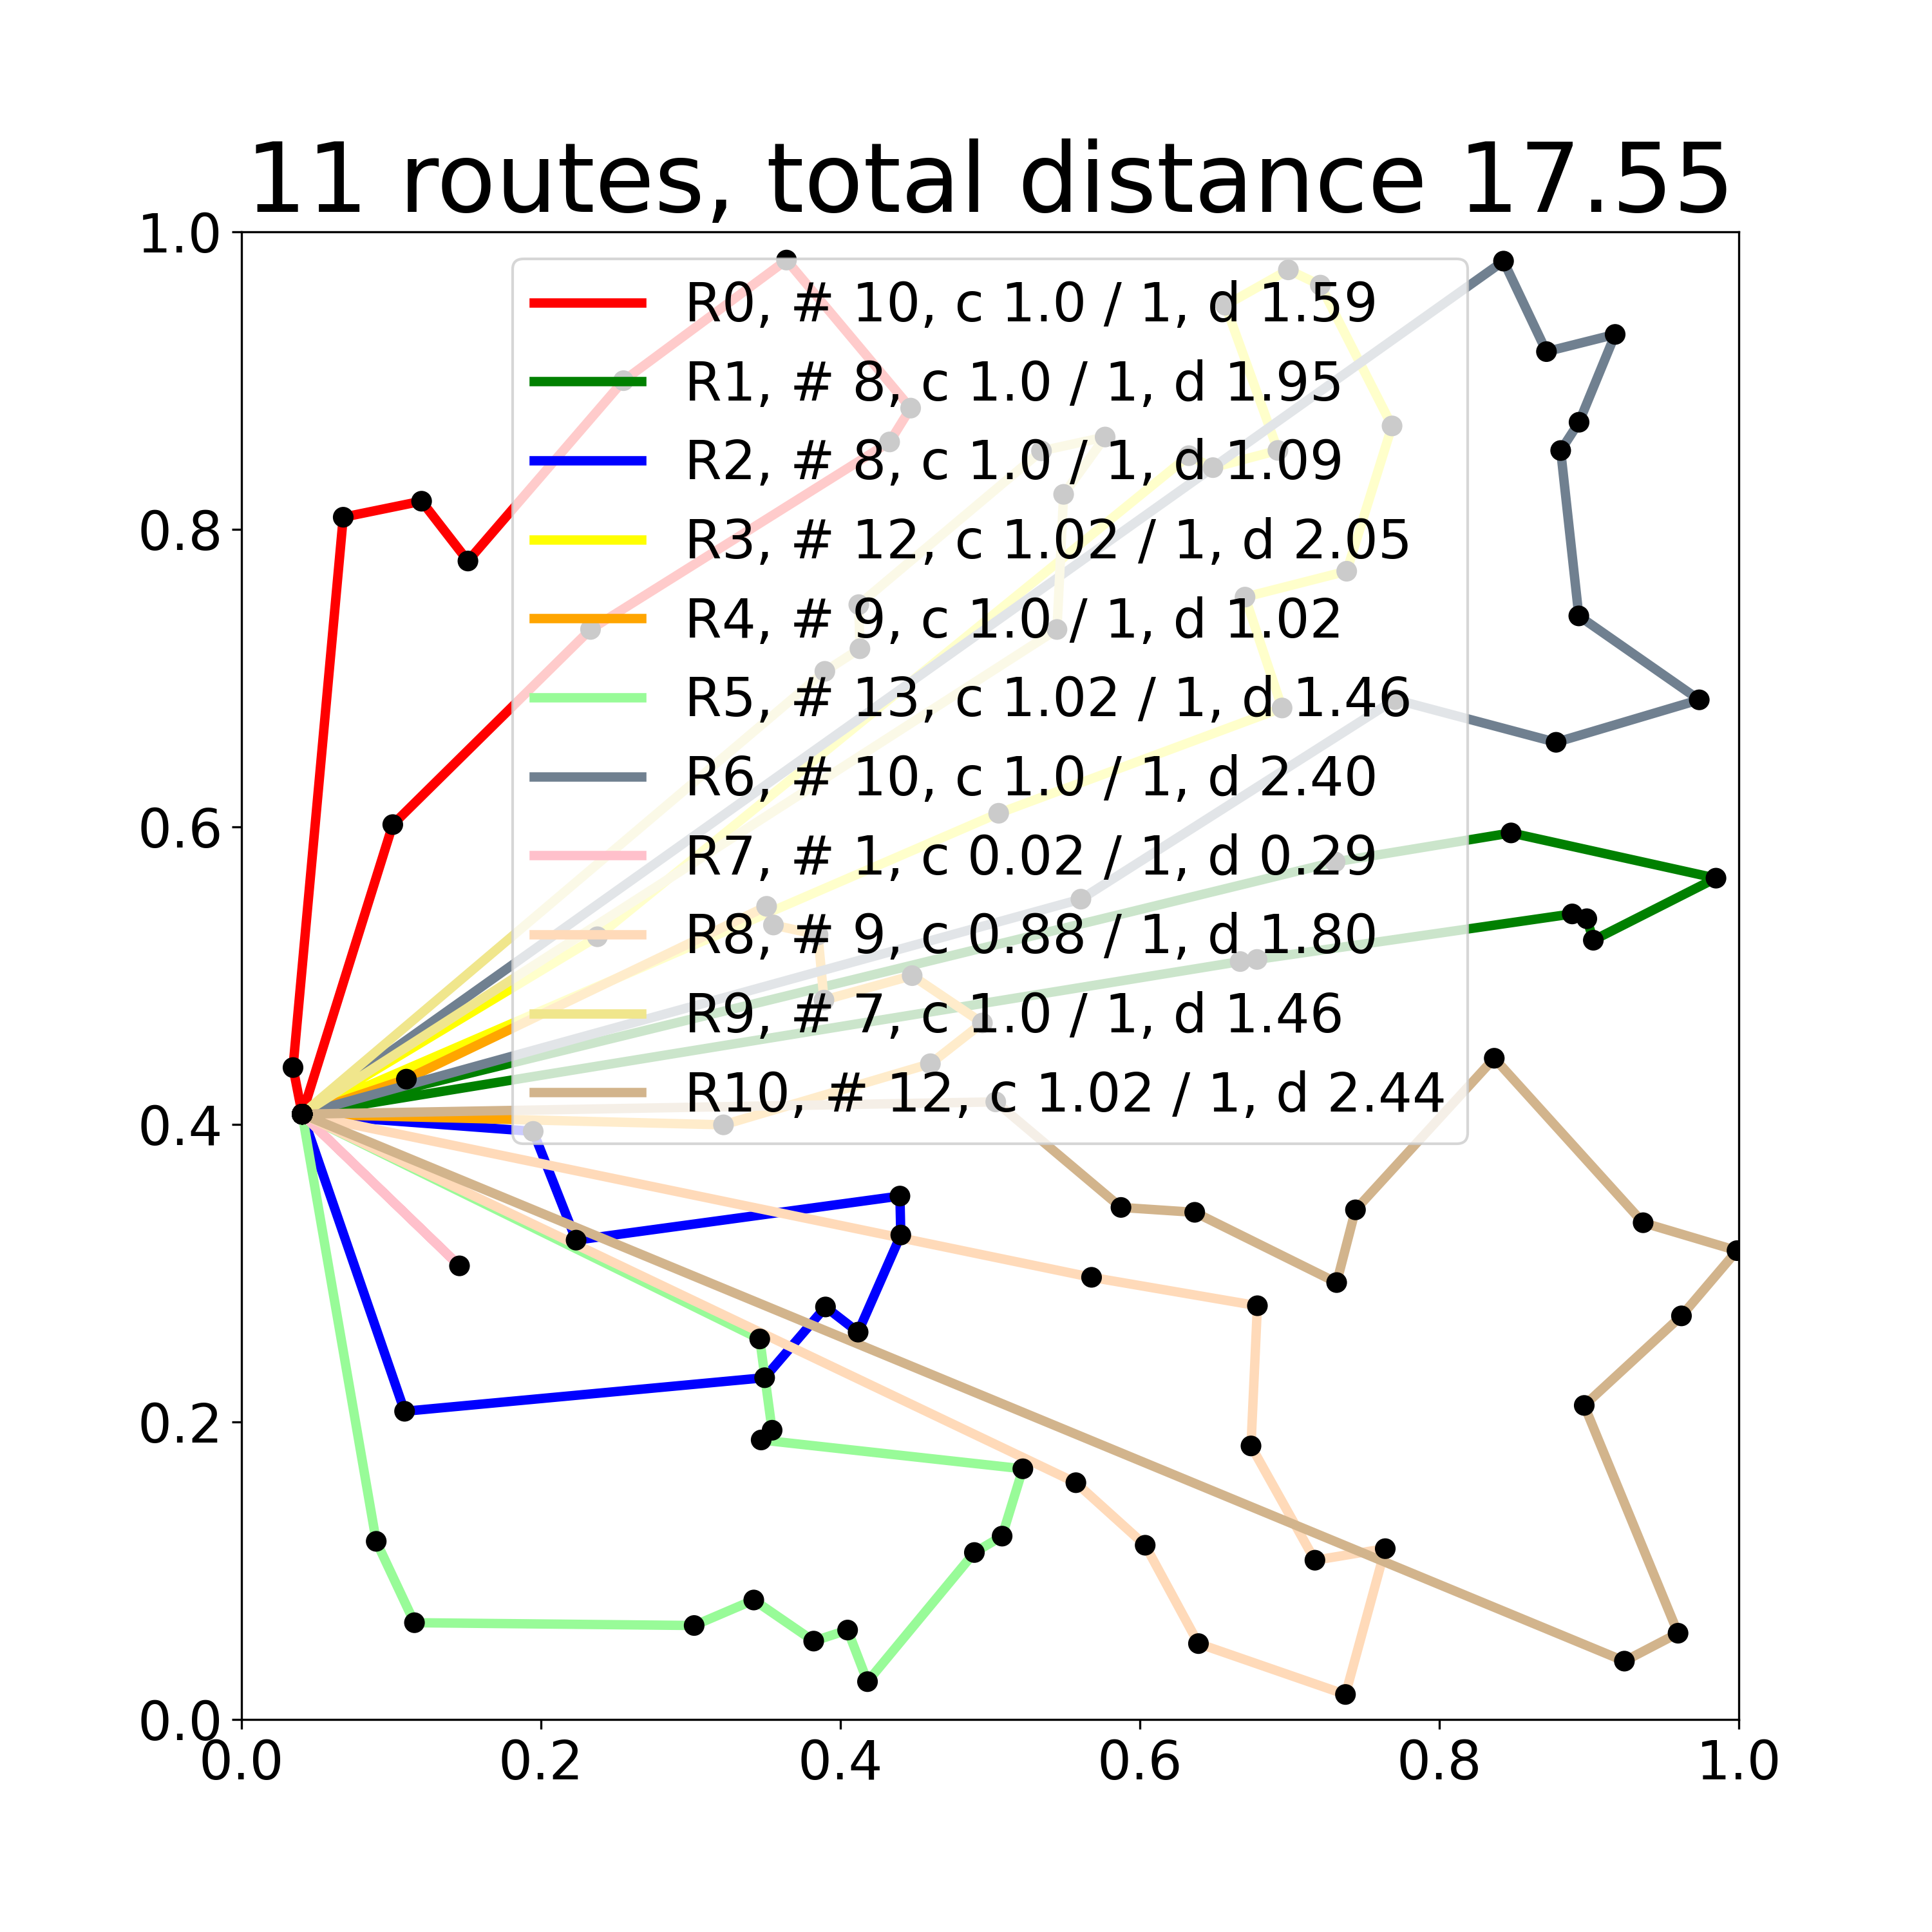 11 routes, total distance 17.55
1.0
0.8
0.6
0.4
0.2
0.0
R0, # 10, c 1.0 / 1, d 1.59
R1, # 8, c 1.0 / 1, d 1.95
R2, # 8, c 1.0 / 1, d 1.09
R3, # 12, c 1.02 / 1, d 2.05
R4, # 9, c 1.0 / 1, d 1.02
R5, # 13, c 1.02 / 1, d 1.46
R6, # 10, c 1.0 / 1, d 2.40
R7, # 1, c 0.02 / 1, d 0.29
R8, # 9, c 0.88 / 1, d 1.80
R9, # 7, c 1.0 / 1, d 1.46
R10, # 12, c 1.02 / 1, d 2.44
0.0 0.2 0.4 0.6 0.8 1.0